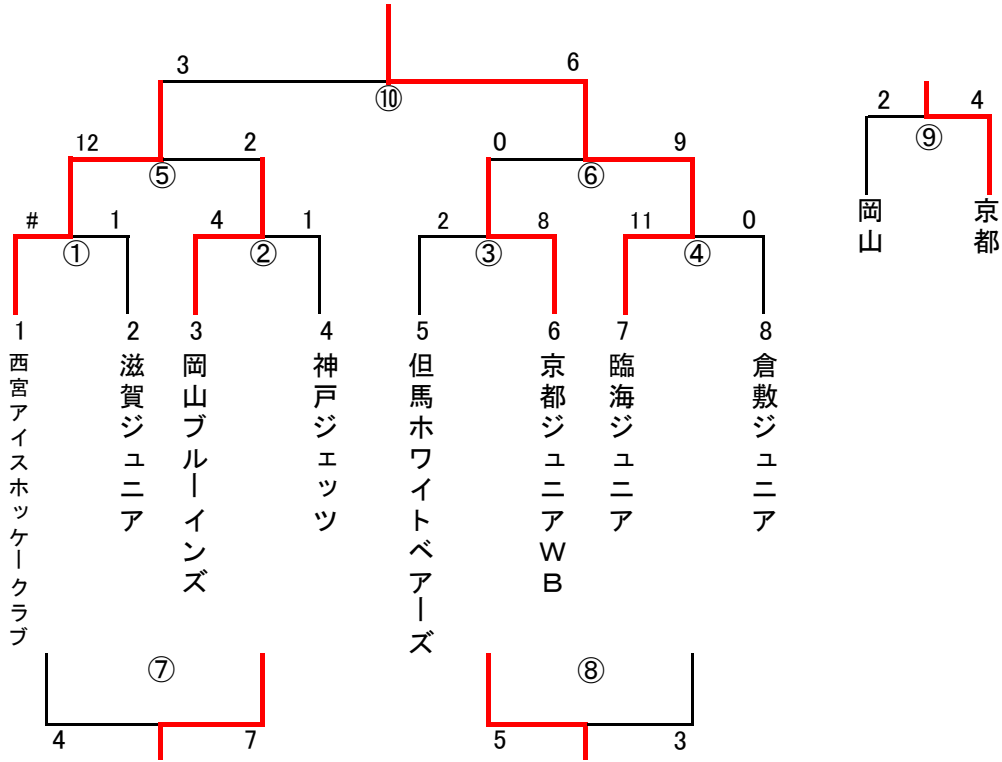 3 6
⑩
2 4
⑨
12 2
⑤
0 9
⑥
# 1
①
4 1
②
2 8
③
11 0
④
岡山
京都
1
西宮アイスホッケークラブ
2
滋賀ジュニア
3
岡山ブルーインズ
4
神戸ジェッツ
5
但馬ホワイトベアーズ
6
京都ジュニアWB
7
臨海ジュニア
8
倉敷ジュニア
⑦
4 7
⑧
5 3